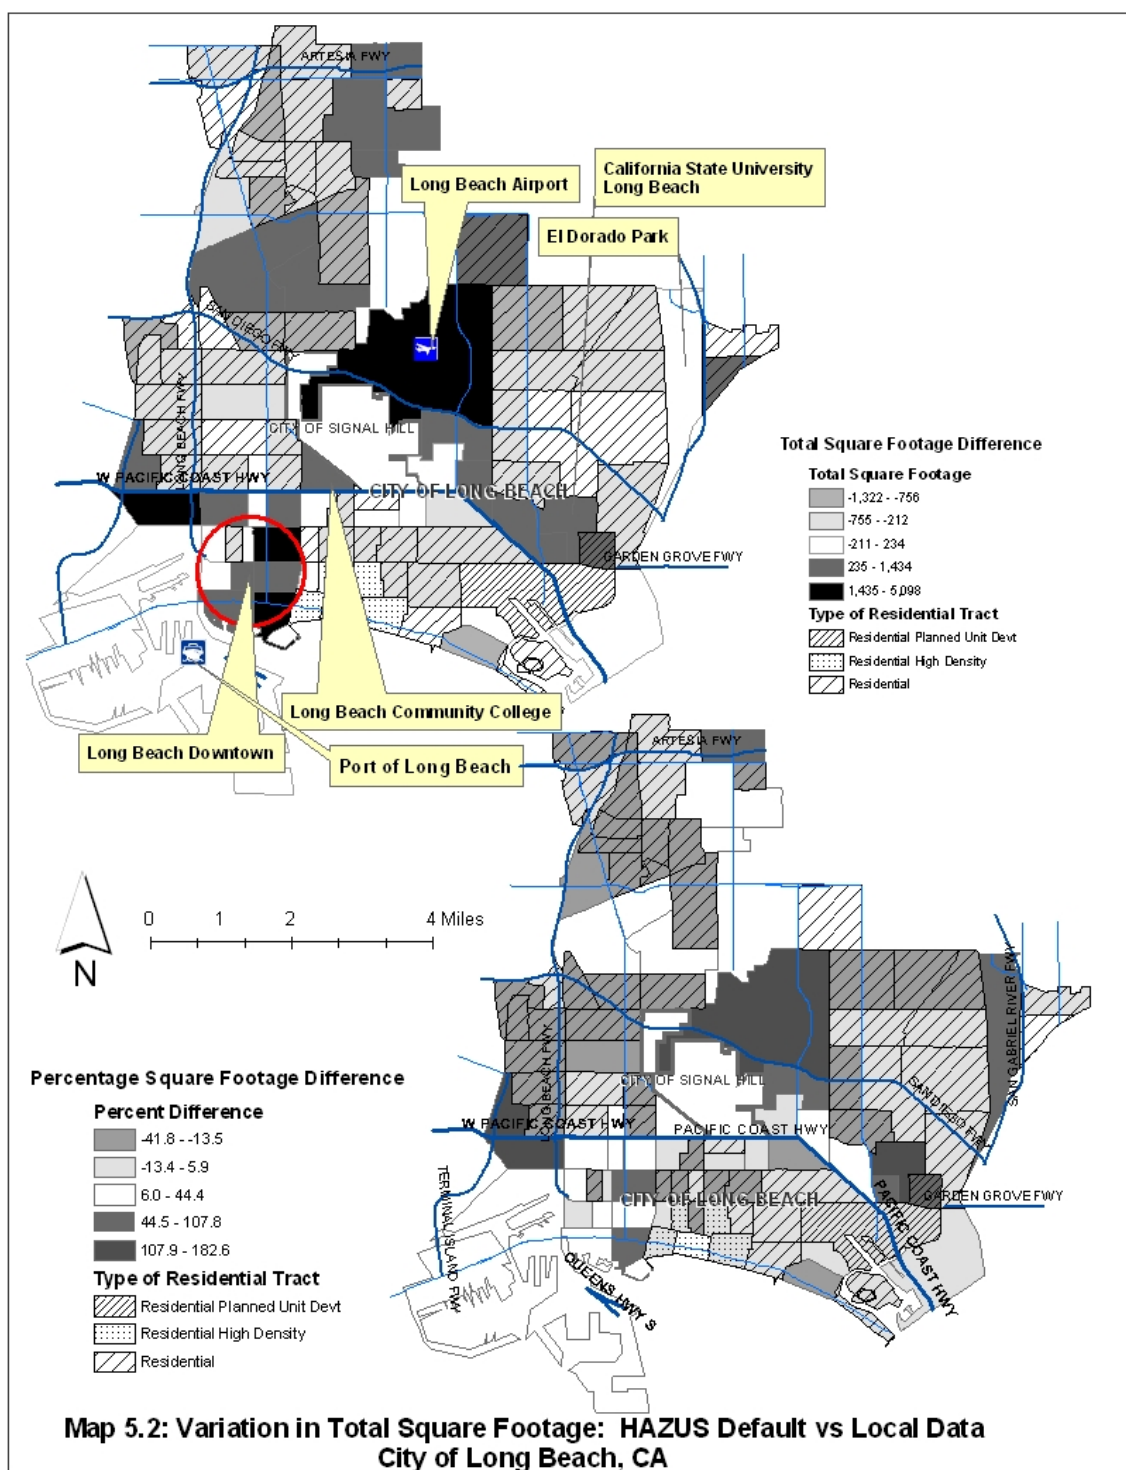 ARTESIA FWY
Long Beach Airport
California State University
Long Beach
El Dorado Park
SAN DIEGO FWY
LONG BEACH FWY
CITY OF SIGNAL HILL
W PACIFIC COAST HWY
CITY OF LONG BEACH
GARDEN GROVE FWY
Total Square Footage Difference
Total Square Footage
-1,322 - -756
-755 - -212
-211 - 234
235 - 1,434
1,435 - 5,098
Type of Residential Tract
Residential Planned Unit Devt
Residential High Density
Residential
Long Beach Community College
Long Beach Downtown
Port of Long Beach
ARTESIA FWY
0 1 2 4 Miles
N
SAN GABRIEL RIVER FWY
LONG BEACH FWY
CITY OF SIGNAL HILL
SAN DIEGO FWY
W PACIFIC COAST HWY
PACIFIC COAST HWY
TERMINAL ISLAND FWY
CITY OF LONG BEACH
GARDEN GROVE FWY
PACIFIC COAST HWY
QUEENS HWY S
Percentage Square Footage Difference
Percent Difference
-41.8 - -13.5
-13.4 - 5.9
6.0 - 44.4
44.5 - 107.8
107.9 - 182.6
Type of Residential Tract
Residential Planned Unit Devt
Residential High Density
Residential
Map 5.2: Variation in Total Square Footage: HAZUS Default vs Local Data
City of Long Beach, CA